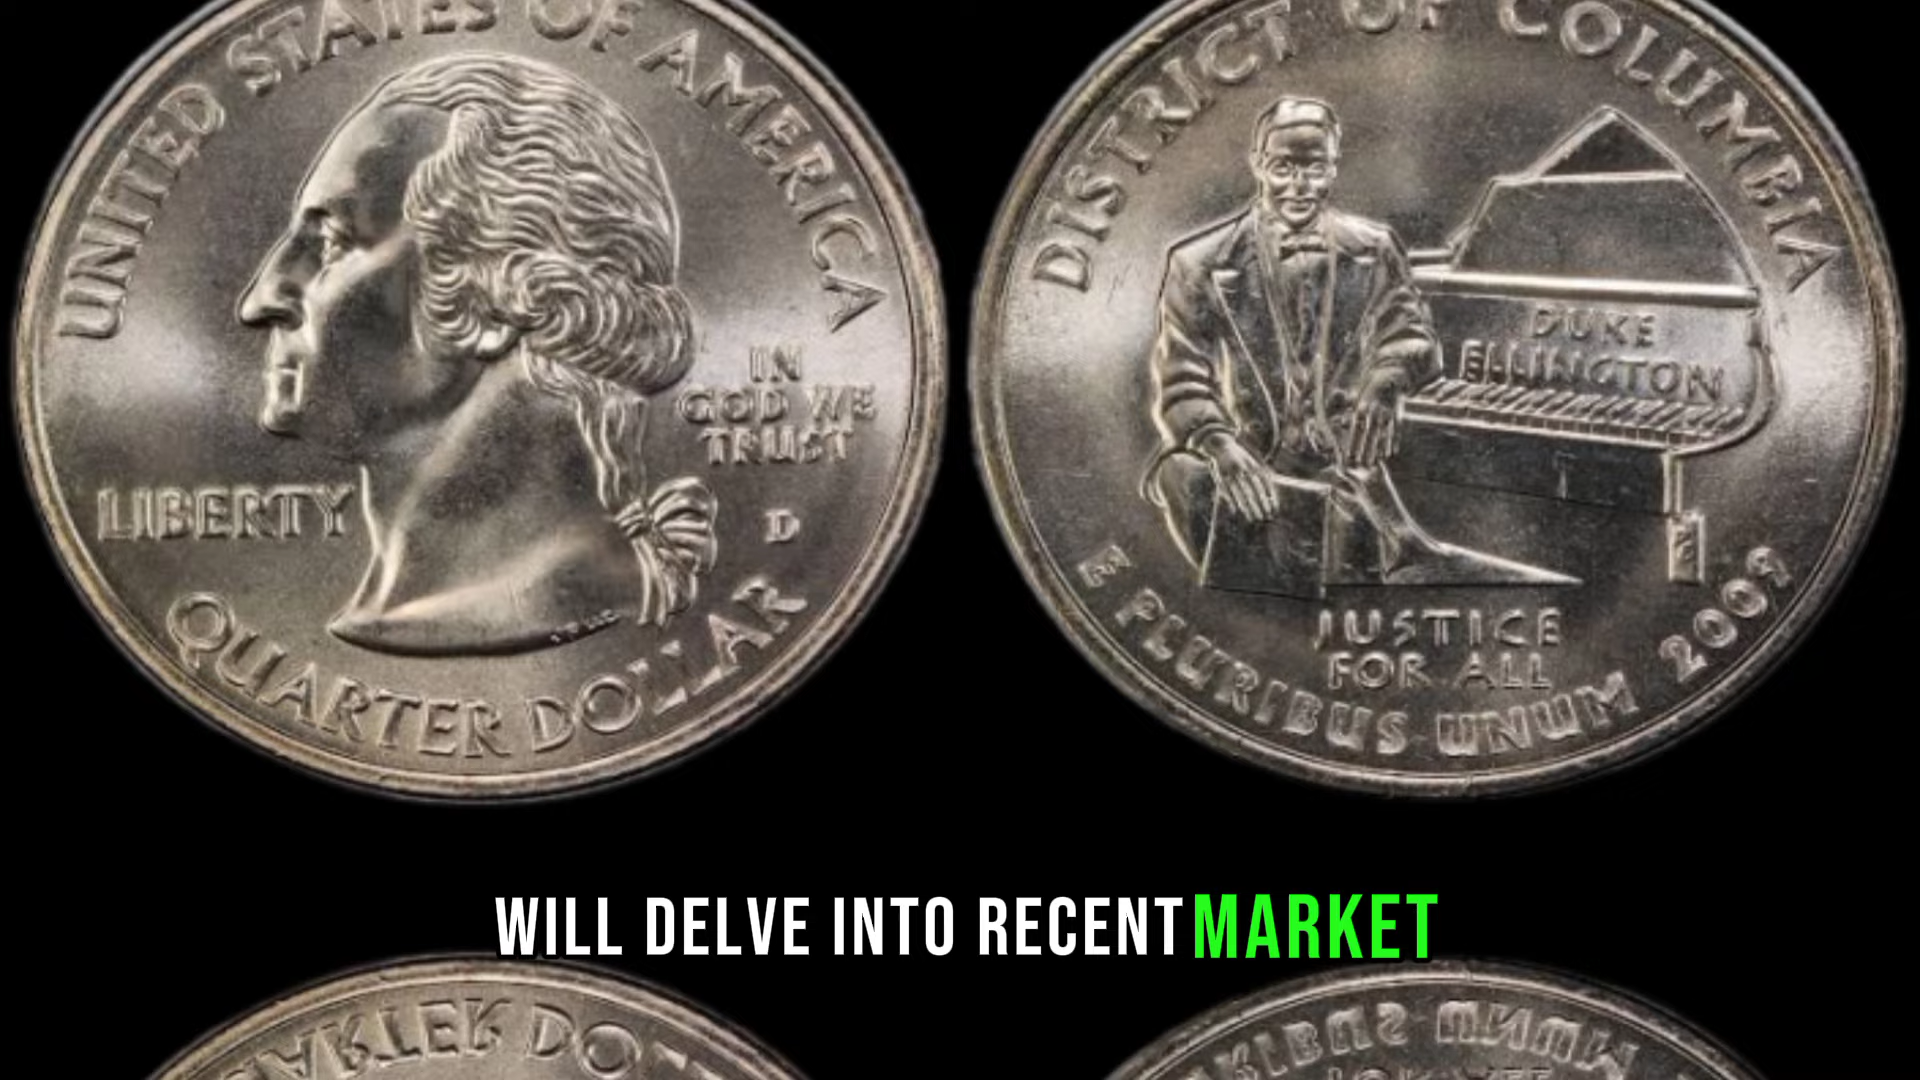 UNITED STATES OF AMERICA
IN
GOD WE
TRUST
LIBERTY
D
QUARTER DOLLAR
DISTRICT OF COLUMBIA
DUKE
ELLINGTON
JUSTICE
FOR ALL
E PLURIBUS UNUM 2009
WILL DELVE INTO RECENT MARKET